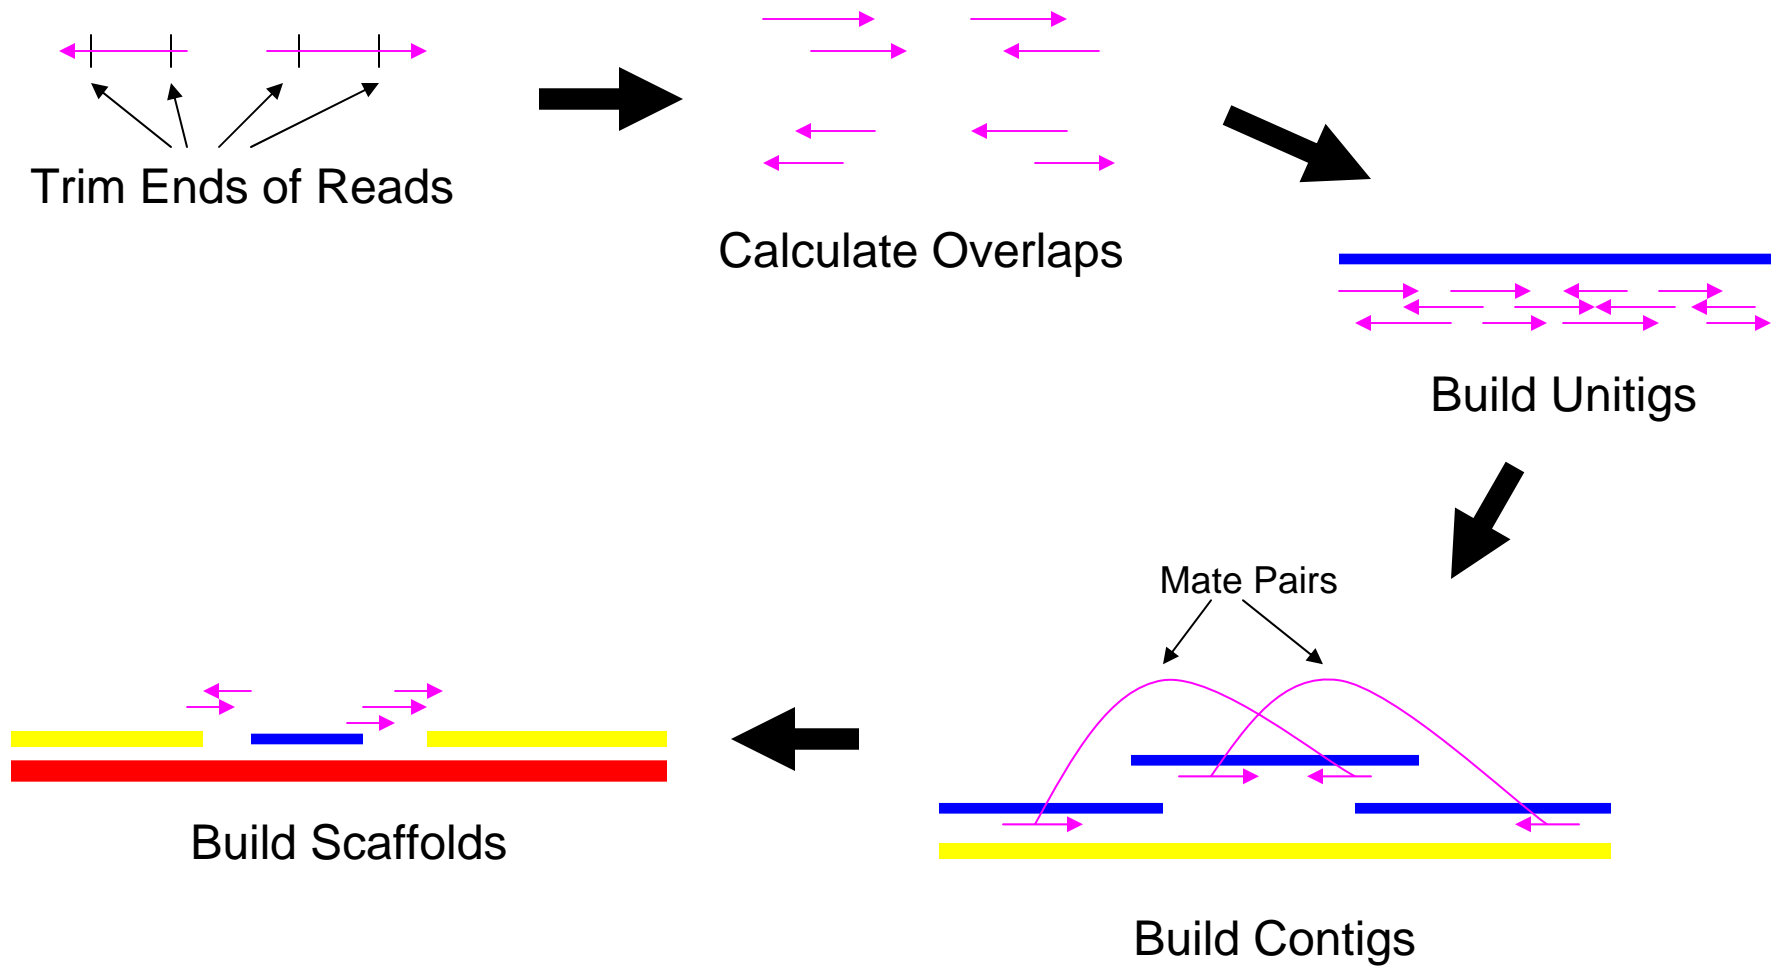 Trim Ends of Reads
Calculate Overlaps
Build Unitigs
Mate Pairs
Build Contigs
Build Scaffolds